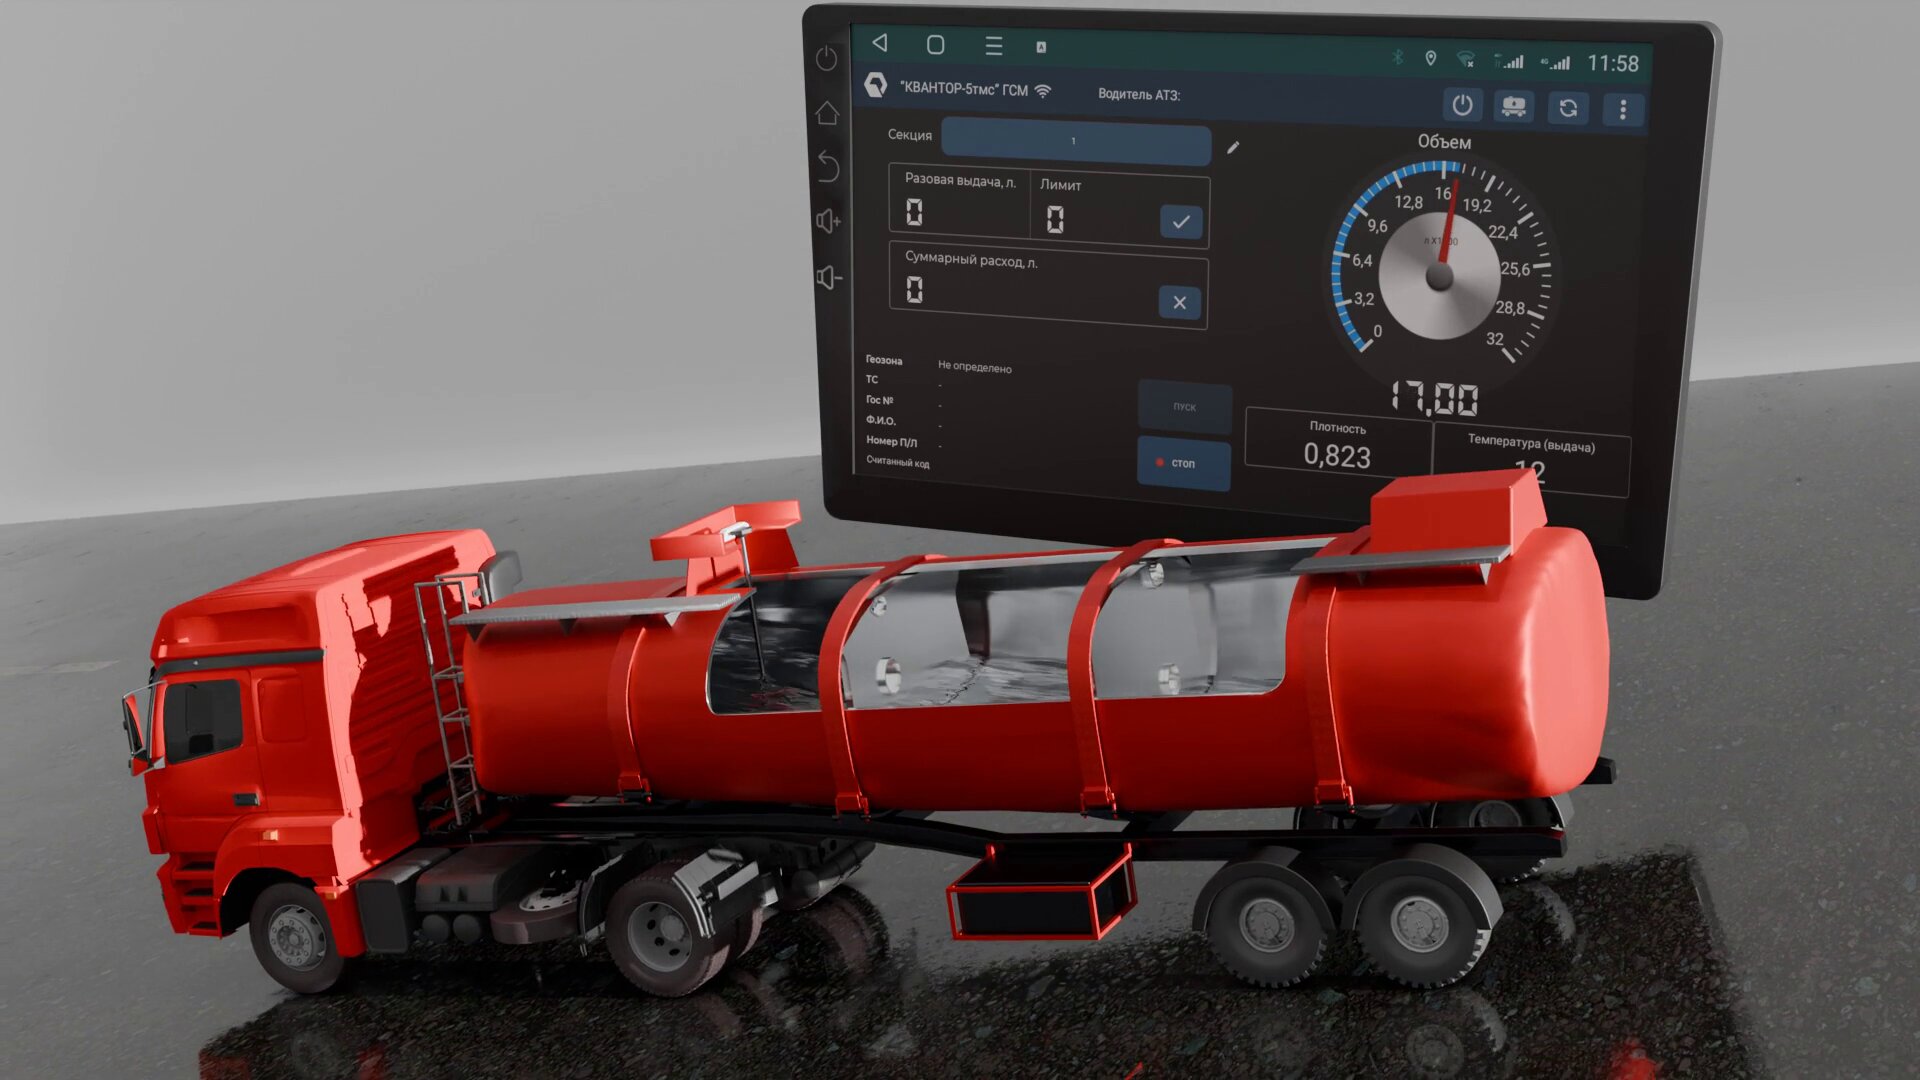 11:58
"КВАНТОР-5тмс" ГСМ
Водитель АТЗ:
Секция
1
Разовая выдача, л.
Лимит
0
0
Суммарный расход, л.
0
Геозона
Не определено
ТС
-
Гос №
-
Ф.И.О.
-
Номер П/Л
-
Считанный код
ПУСК
СТОП
Объем
0
3,2
6,4
9,6
12,8
16
19,2
22,4
25,6
28,8
32
17,00
Плотность
0,823
Температура (выдача)
12